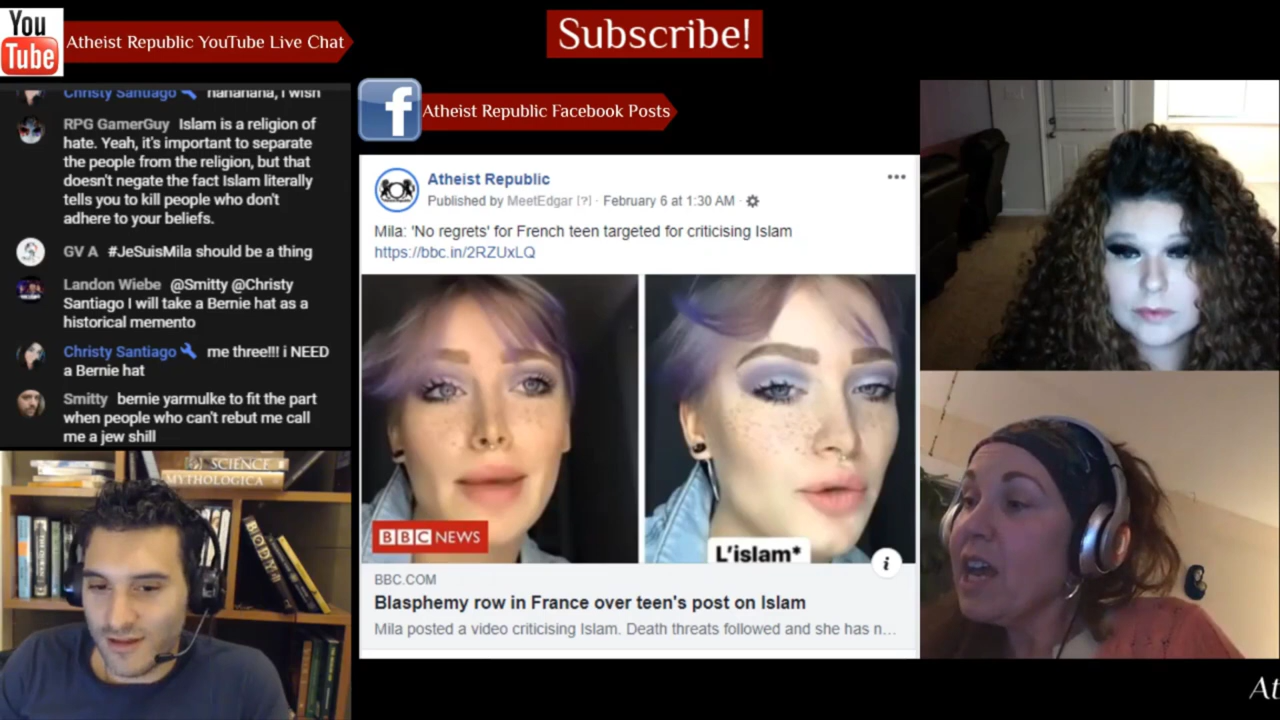 You
Tube
Atheist Republic YouTube Live Chat
Subscribe!
Christy Santiago hahahaha, I wish
RPG GamerGuy Islam is a religion of
hate. Yeah, it's important to separate
the people from the religion, but that
doesn't negate the fact Islam literally
tells you to kill people who don't
adhere to your beliefs.
GV A #JeSuisMila should be a thing
Landon Wiebe @Smitty @Christy
Santiago I will take a Bernie hat as a
historical memento
Christy Santiago me three!!! i NEED
a Bernie hat
Smitty bernie yarmulke to fit the part
when people who can't rebut me call
me a jew shill
f
Atheist Republic Facebook Posts
Atheist Republic
Published by MeetEdgar [?] · February 6 at 1:30 AM ·
Mila: 'No regrets' for French teen targeted for criticising Islam
https://bbc.in/2RZUxLQ
BBC NEWS
L'islam*
i
BBC.COM
Blasphemy row in France over teen's post on Islam
Mila posted a video criticising Islam. Death threats followed and she has n...
SCIENCE
MYTHOLOGICA
BODY
At